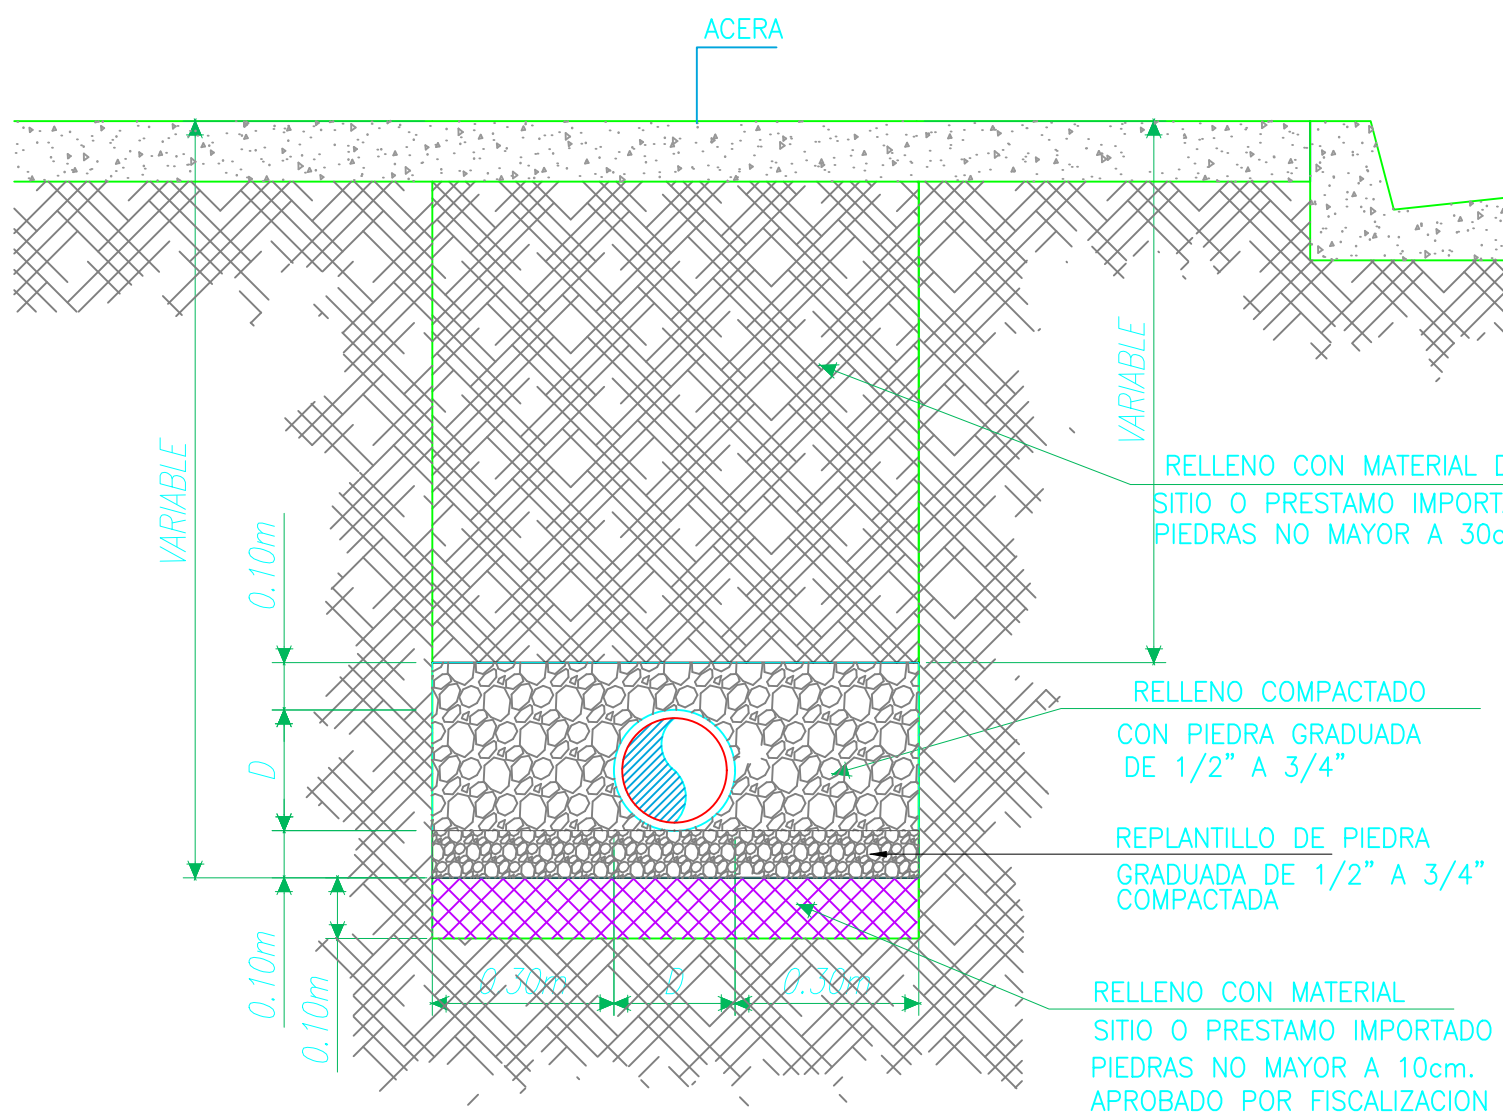 ACERA
VARIABLE
VARIABLE
RELLENO CON MATERIAL
SITIO O PRESTAMO
PIEDRAS NO MAYOR A
0.10m
D
RELLENO COMPACTADO
CON PIEDRA GRADUADA
DE 1/2" A 3/4"
REPLANTILLO DE PIEDRA
GRADUADA DE 1/2" A 3/4"
COMPACTADA
0.10m
0.10m
0.30m
D
0.30m
RELLENO CON MATERIAL
SITIO O PRESTAMO IMPORTADO
PIEDRAS NO MAYOR A 10cm.
APROBADO POR FISCALIZACION